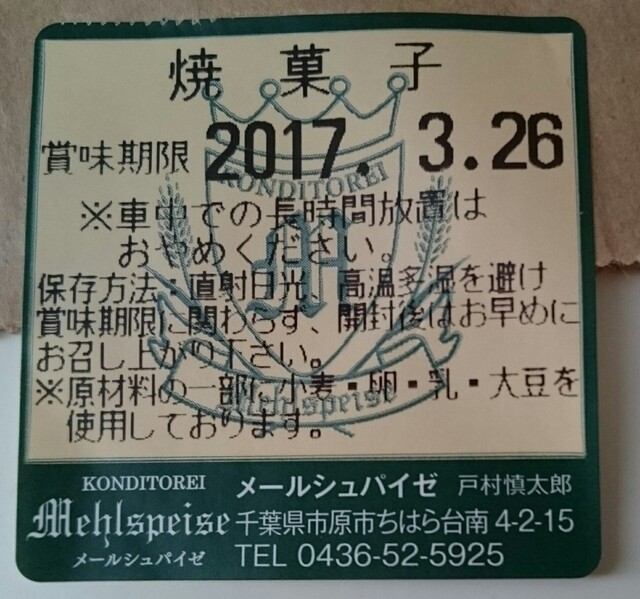 焼菓子
賞味期限 2017. 3.26
※車中での長時間放置は
おやめください。
保存方法：直射日光、高温多湿を避け
賞味期限に関わらず、開封後はお早めに
お召し上がり下さい。
※原材料の一部に小麦・卵・乳・大豆を
使用しております。
KONDITOREI
M
Mehlspeise
KONDITOREI
Mehlspeise
メールシュパイゼ
メールシュパイゼ 戸村慎太郎
千葉県市原市ちはら台南 4-2-15
TEL 0436-52-5925